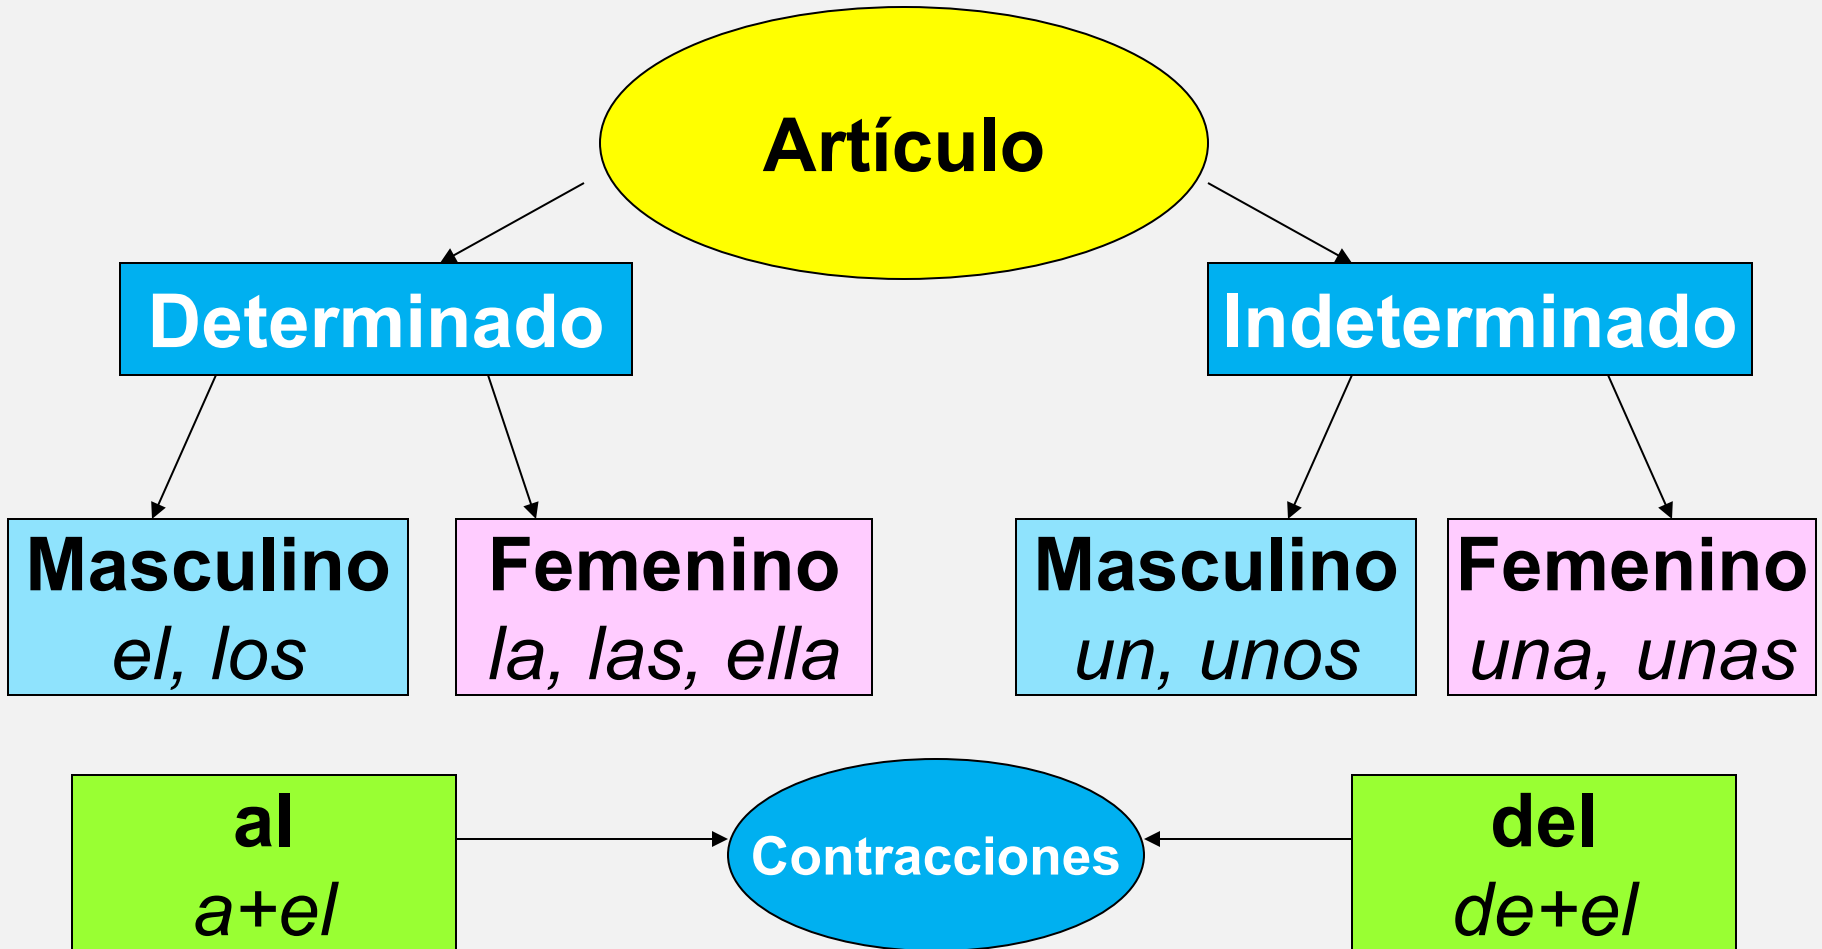 Artículo
Determinado
Indeterminado
Masculino
el, los
Femenino
la, las, ella
Masculino
un, unos
Femenino
una, unas
al
a+el
Contracciones
del
de+el